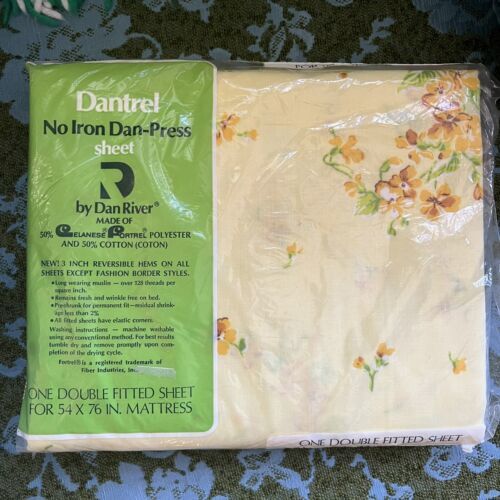 Dantrel
No Iron Dan-Press
sheet
by Dan River®
MADE OF
50% Celanese® Fortrel® POLYESTER
AND 50% COTTON (COTON)
NEW! 3 INCH REVERSIBLE HEMS ON ALL
SHEETS EXCEPT FASHION BORDER STYLES.
• Long wearing muslin — over 128 threads per
square inch.
• Remains fresh and wrinkle free on bed.
• Pre-shrunk for permanent fit—residual shrink-
age less than 2%
• All fitted sheets have elastic corners.
Washing instructions — machine washable
using any conventional method. For best results
tumble dry and remove promptly upon com-
pletion of the drying cycle.
Fortrel® is a registered trademark of
Fiber Industries, Inc.
ONE DOUBLE FITTED SHEET
FOR 54 X 76 IN. MATTRESS
ONE DOUBLE FITTED SHEET